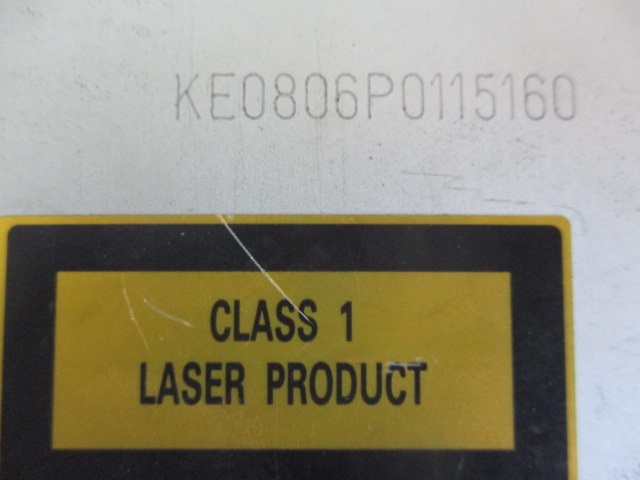 KE0806P0115160
CLASS 1
LASER PRODUCT